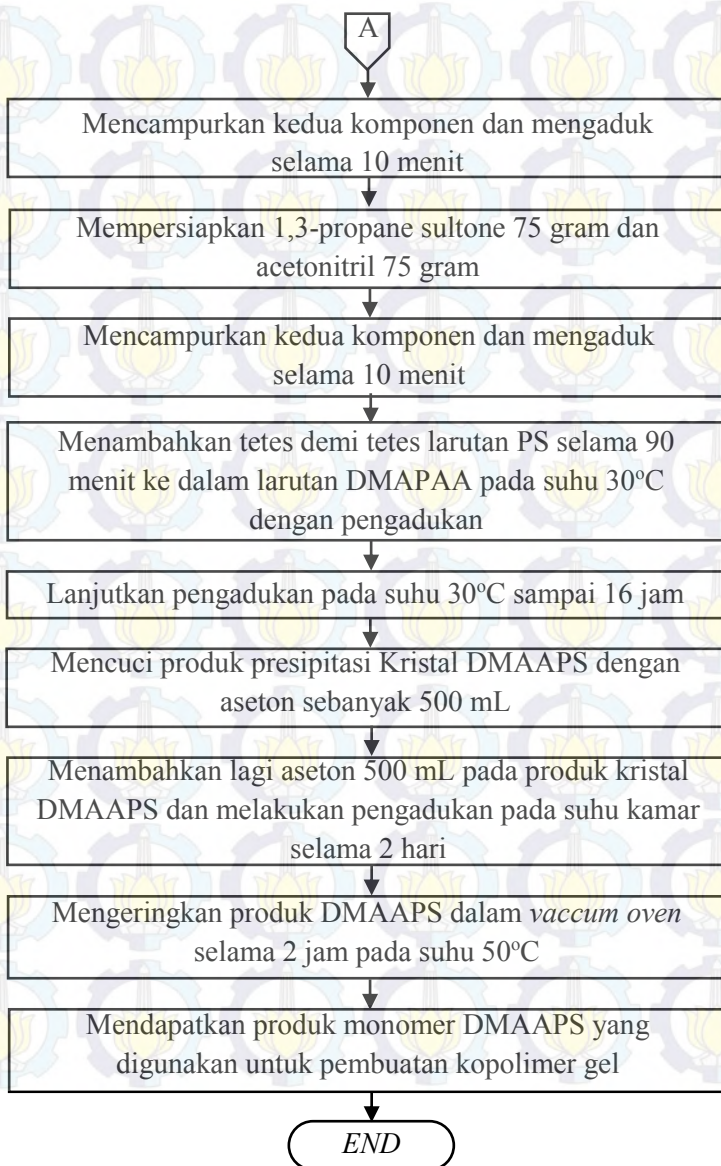 A
Mencampurkan kedua komponen dan mengaduk
selama 10 menit
Mempersiapkan 1,3-propane sultone 75 gram dan
acetonitril 75 gram
Mencampurkan kedua komponen dan mengaduk
selama 10 menit
Menambahkan tetes demi tetes larutan PS selama 90
menit ke dalam larutan DMAPAA pada suhu 30°C
dengan pengadukan
Lanjutkan pengadukan pada suhu 30°C sampai 16 jam
Mencuci produk presipitasi Kristal DMAAPS dengan
aseton sebanyak 500 mL
Menambahkan lagi aseton 500 mL pada produk kristal
DMAAPS dan melakukan pengadukan pada suhu kamar
selama 2 hari
Mengeringkan produk DMAAPS dalam vaccum oven
selama 2 jam pada suhu 50°C
Mendapatkan produk monomer DMAAPS yang
digunakan untuk pembuatan kopolimer gel
END